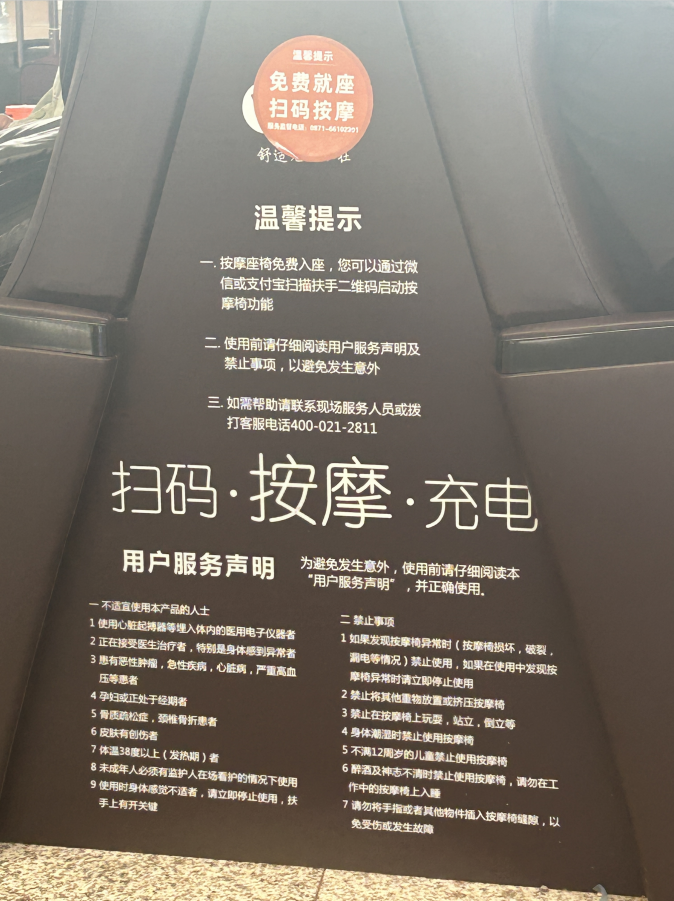 温馨提示
免费就座
扫码按摩
服务监督电话：0871-64192301
舒适
在
温馨提示
一. 按摩座椅免费入座，您可以通过微
信或支付宝扫描扶手二维码启动按
摩椅功能
二. 使用前请仔细阅读用户服务声明及
禁止事项，以避免发生意外
三. 如需帮助请联系现场服务人员或拨
打客服电话400-021-2811
扫码·按摩·充电
用户服务声明
为避免发生意外，使用前请仔细阅读本
“用户服务声明”，并正确使用。
一 不适宜使用本产品的人士
1 使用心脏起搏器等埋入体内的医用电子仪器者
2 正在接受医生治疗者，特别是身体感到异常者
3 患有恶性肿瘤，急性疾病，心脏病，严重高血
压等患者
4 孕妇或正处于经期者
5 骨质疏松症，颈椎骨折患者
6 皮肤有创伤者
7 体温38度以上（发热期）者
8 未成年人必须有监护人在场看护的情况下使用
9 使用时身体感觉不适者，请立即停止使用，扶
手上有开关键
二 禁止事项
1 如果发现按摩椅异常时（按摩椅损坏，破裂，
漏电等情况）禁止使用，如果在使用中发现按
摩椅异常时请立即停止使用
2 禁止将其他重物放置或挤压按摩椅
3 禁止在按摩椅上玩耍，站立，倒立等
4 身体潮湿时禁止使用按摩椅
5 不满12周岁的儿童禁止使用按摩椅
6 醉酒及神志不清时禁止使用按摩椅，请勿在工
作中的按摩椅上入睡
7 请勿将手指或者其他物件插入按摩椅缝隙，以
免受伤或发生故障